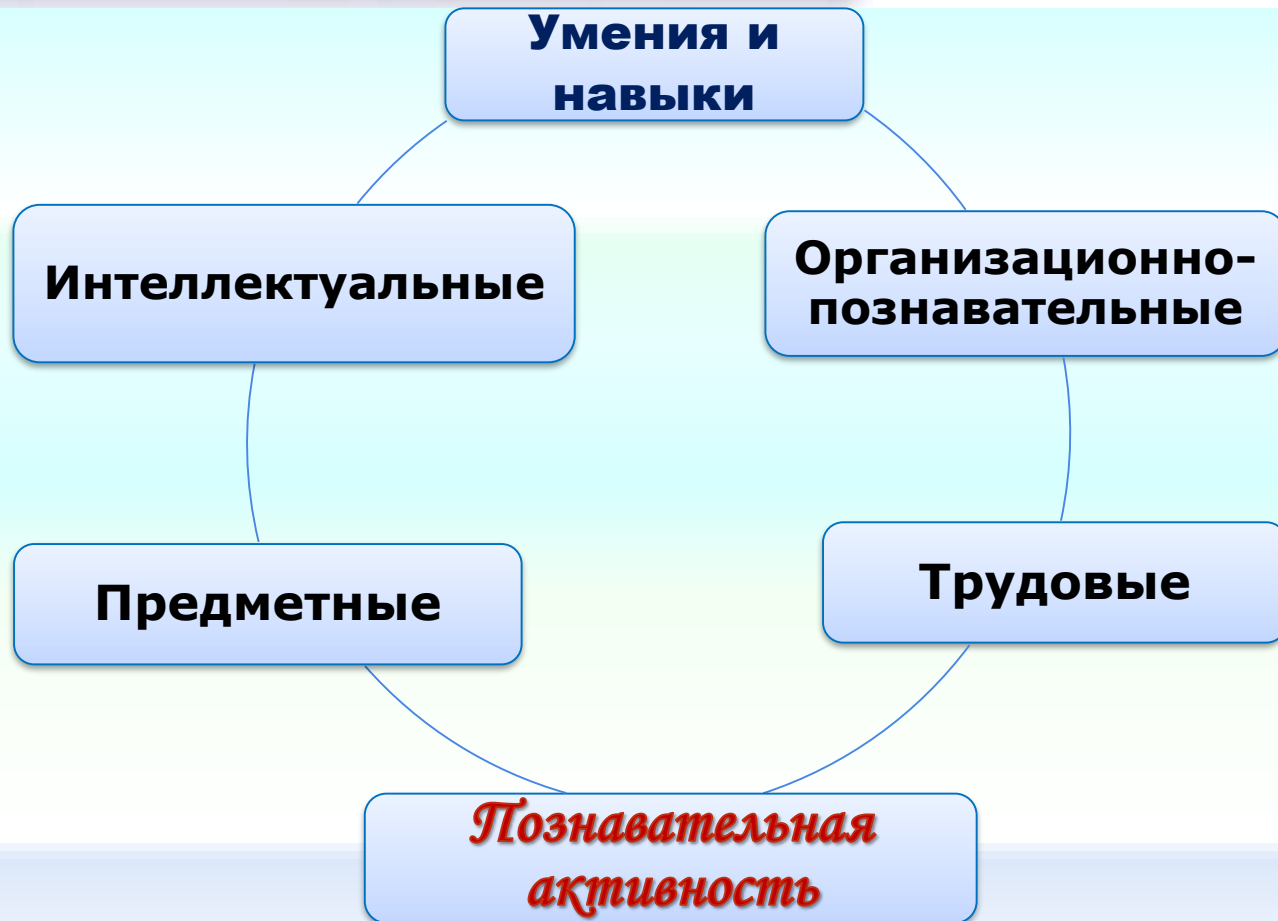 Умения и
навыки
Интеллектуальные
Организационно-
познавательные
Предметные
Трудовые
Познавательная
активность